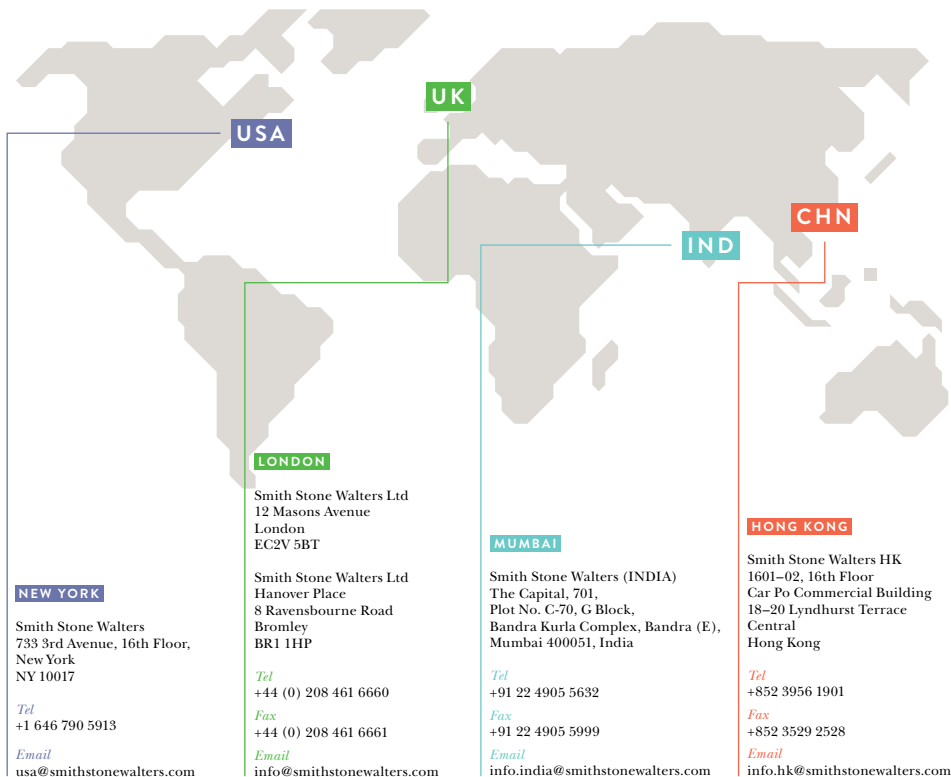 UK
USA
CHN
IND
NEW YORK
Smith Stone Walters
733 3rd Avenue, 16th Floor,
New York
NY 10017
Tel
+1 646 790 5913
Email
usa@smithstonewalters.com
LONDON
Smith Stone Walters Ltd
12 Masons Avenue
London
EC2V 5BT
Smith Stone Walters Ltd
Hanover Place
8 Ravensbourne Road
Bromley
BR1 1HP
Tel
+44 (0) 208 461 6660
Fax
+44 (0) 208 461 6661
Email
info@smithstonewalters.com
MUMBAI
Smith Stone Walters (INDIA)
The Capital, 701,
Plot No. C-70, G Block,
Bandra Kurla Complex, Bandra (E),
Mumbai 400051, India
Tel
+91 22 4905 5632
Fax
+91 22 4905 5999
Email
info.india@smithstonewalters.com
HONG KONG
Smith Stone Walters HK
1601–02, 16th Floor
Car Po Commercial Building
18–20 Lyndhurst Terrace
Central
Hong Kong
Tel
+852 3956 1901
Fax
+852 3529 2528
Email
info.hk@smithstonewalters.com